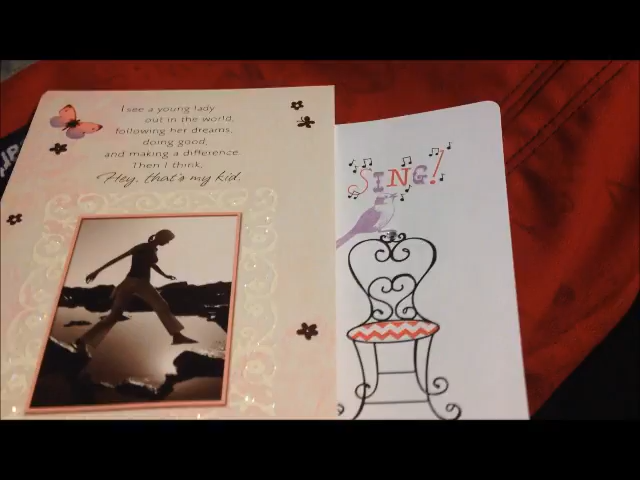 I see a young lady
out in the world,
following her dreams,
doing good,
and making a difference.
Then I think,
Hey, that's my kid.
SING!